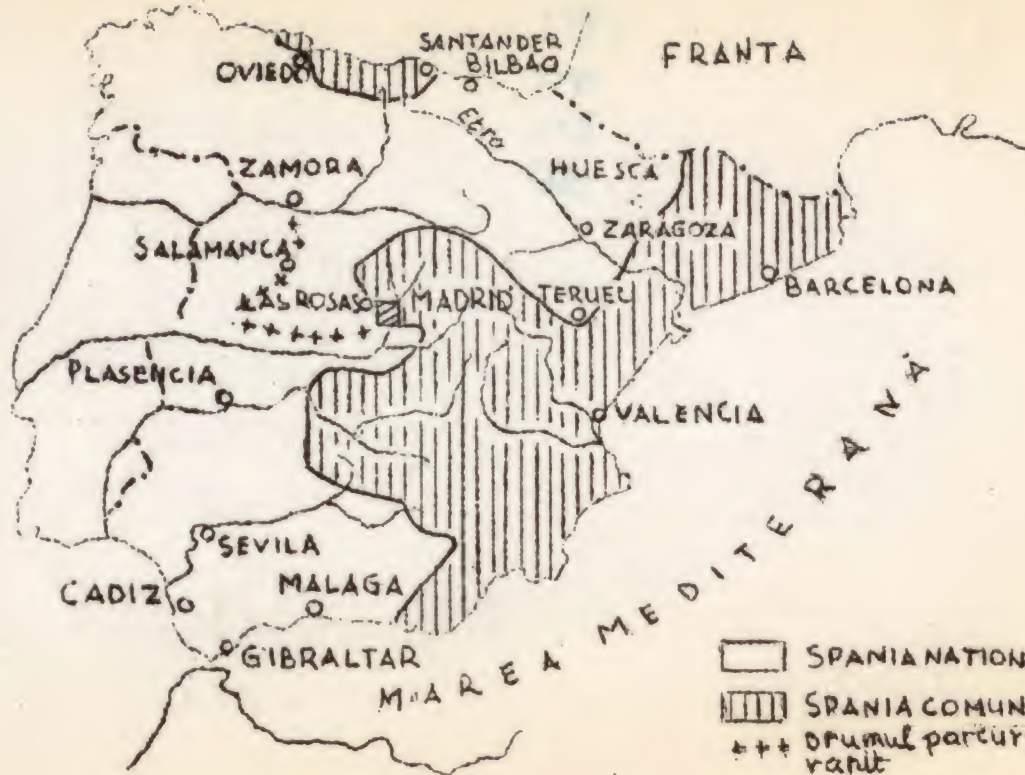 SANTANDER
FRANTA
OVIEDO
BILBAO
Ebro
HUESCA
ZAMORA
ZARAGOZA
SALAMANCA
BARCELONA
LAS ROSAS
MADRID
TERUEL
PLASENCIA
VALENCIA
SEVILA
CADIZ
MALAGA
GIBRALTAR
MAREA MEDITERANĂ
SPANIA NATION
SPANIA COMUN
+++ Drumul parcur
ranit